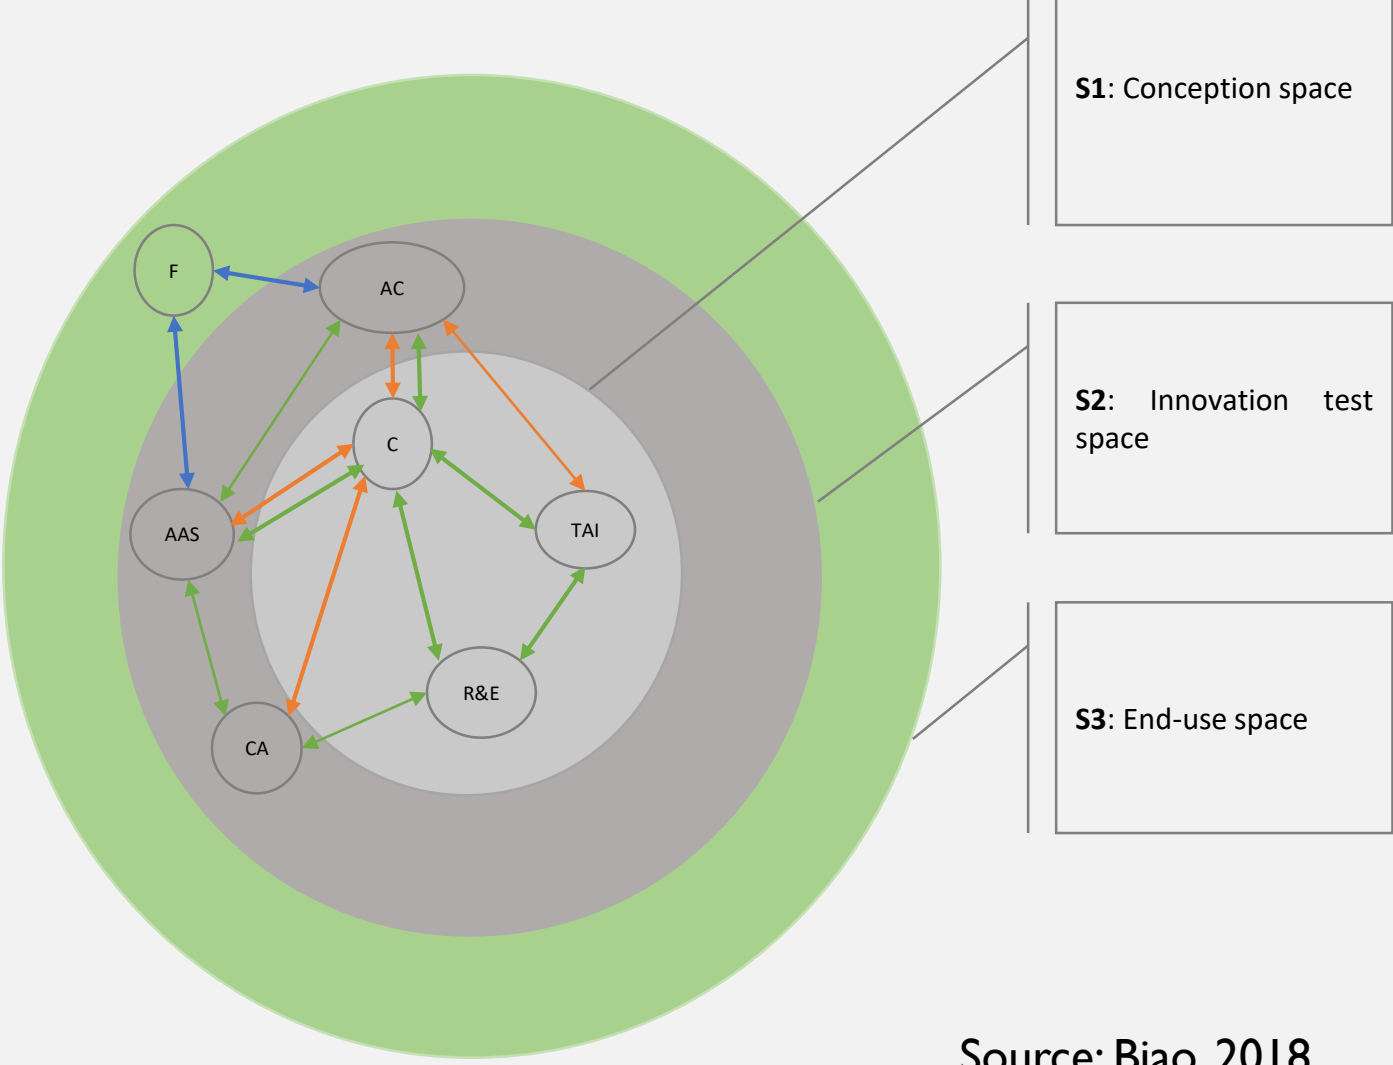 S1: Conception space
F
AC
C
S2: Innovation test
space
AAS
TAI
R&E
CA
S3: End-use space
Source: Biao, 2018